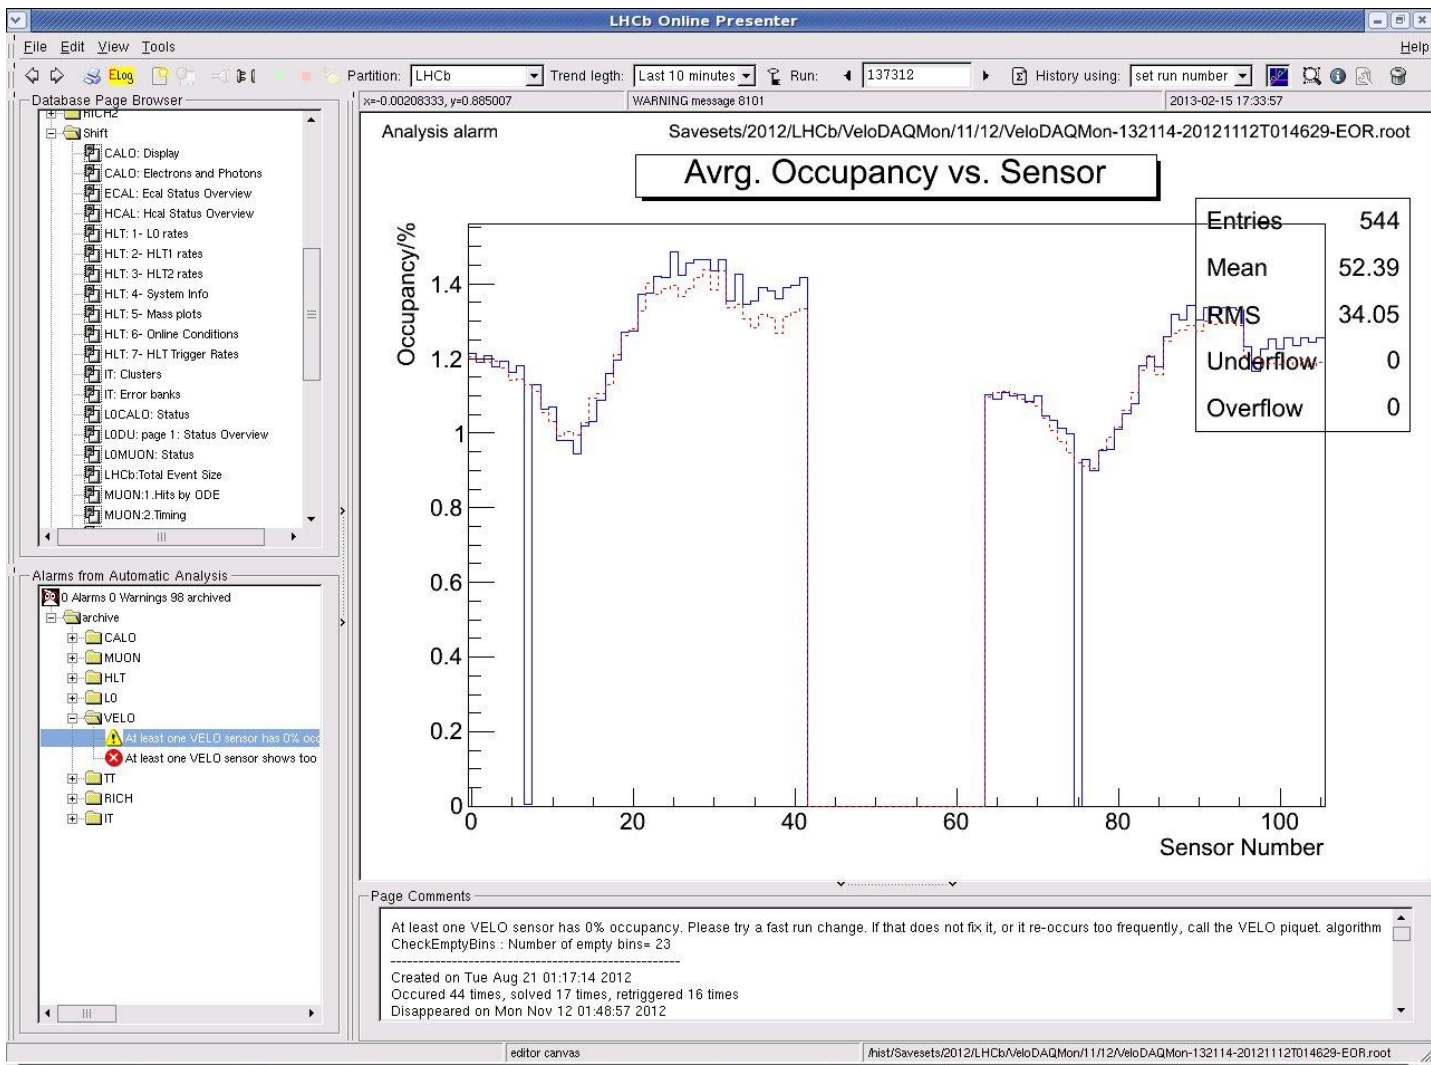 LHCb Online Presenter
File Edit View Tools Help
ELog Partition: LHCb Trend legth: Last 10 minutes Run: 137312 History using: set run number
Database Page Browser
x=-0.00208333, y=0.885007 WARNING message 8101 2013-02-15 17:33:57
RICH2
Shift
CALO: Display
CALO: Electrons and Photons
ECAL: Ecal Status Overview
HCAL: Hcal Status Overview
HLT: 1- L0 rates
HLT: 2- HLT1 rates
HLT: 3- HLT2 rates
HLT: 4- System Info
HLT: 5- Mass plots
HLT: 6- Online Conditions
HLT: 7- HLT Trigger Rates
IT: Clusters
IT: Error banks
L0CALO: Status
L0DU: page 1: Status Overview
L0MUON: Status
LHCb:Total Event Size
MUON:1.Hits by ODE
MUON:2.Timing
Alarms from Automatic Analysis
0 Alarms 0 Warnings 98 archived
archive
CALO
MUON
HLT
L0
VELO
At least one VELO sensor has 0% occ
At least one VELO sensor shows too
TT
RICH
IT
Analysis alarm Savesets/2012/LHCb/VeloDAQMon/11/12/VeloDAQMon-132114-20121112T014629-EOR.root
Avrg. Occupancy vs. Sensor
Entries 544
Mean 52.39
RMS 34.05
Underflow 0
Overflow 0
Occupancy/%
1.4
1.2
1
0.8
0.6
0.4
0.2
0
0 20 40 60 80 100
Sensor Number
Page Comments
At least one VELO sensor has 0% occupancy. Please try a fast run change. If that does not fix it, or it re-occurs too frequently, call the VELO piquet. algorithm
CheckEmptyBins : Number of empty bins= 23
----------------------------------------------------
Created on Tue Aug 21 01:17:14 2012
Occured 44 times, solved 17 times, retriggered 16 times
Disappeared on Mon Nov 12 01:48:57 2012
editor canvas /hist/Savesets/2012/LHCb/VeloDAQMon/11/12/VeloDAQMon-132114-20121112T014629-EOR.root